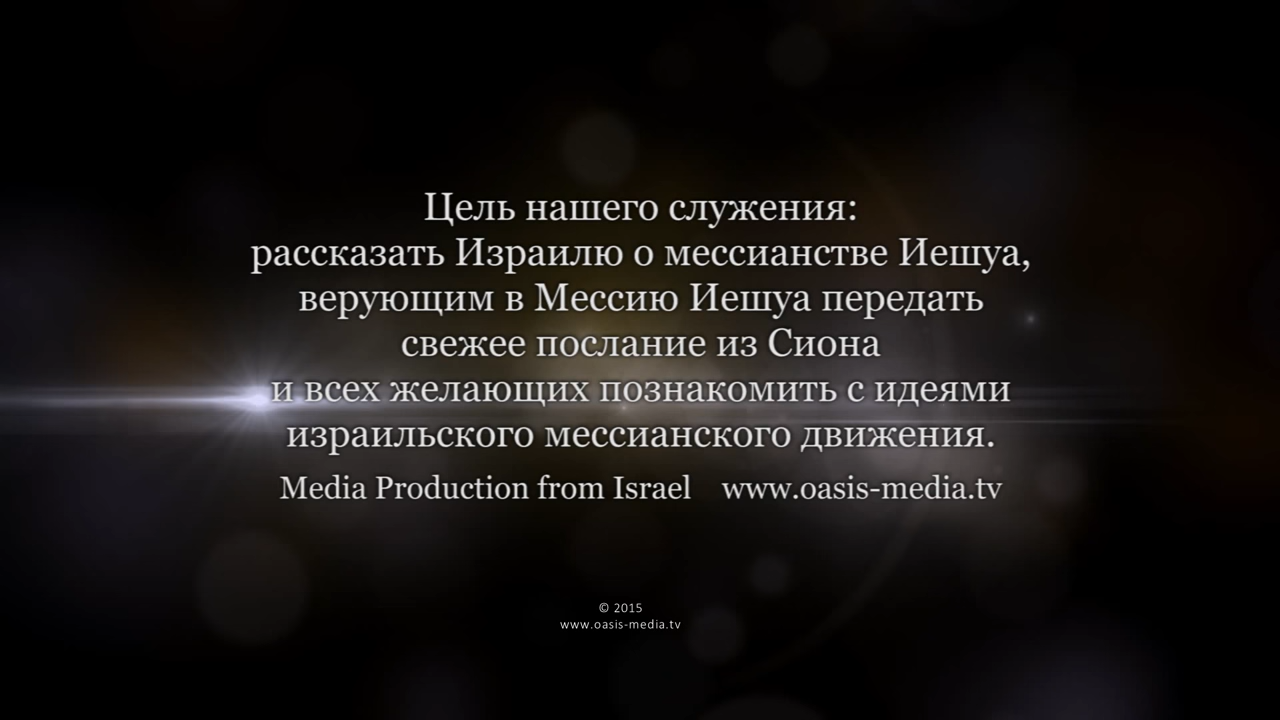 Цель нашего служения:
рассказать Израилю о мессианстве Иешуа,
верующим в Мессию Иешуа передать
свежее послание из Сиона
и всех желающих познакомить с идеями
израильского мессианского движения.
Media Production from Israel www.oasis-media.tv
© 2015
www.oasis-media.tv